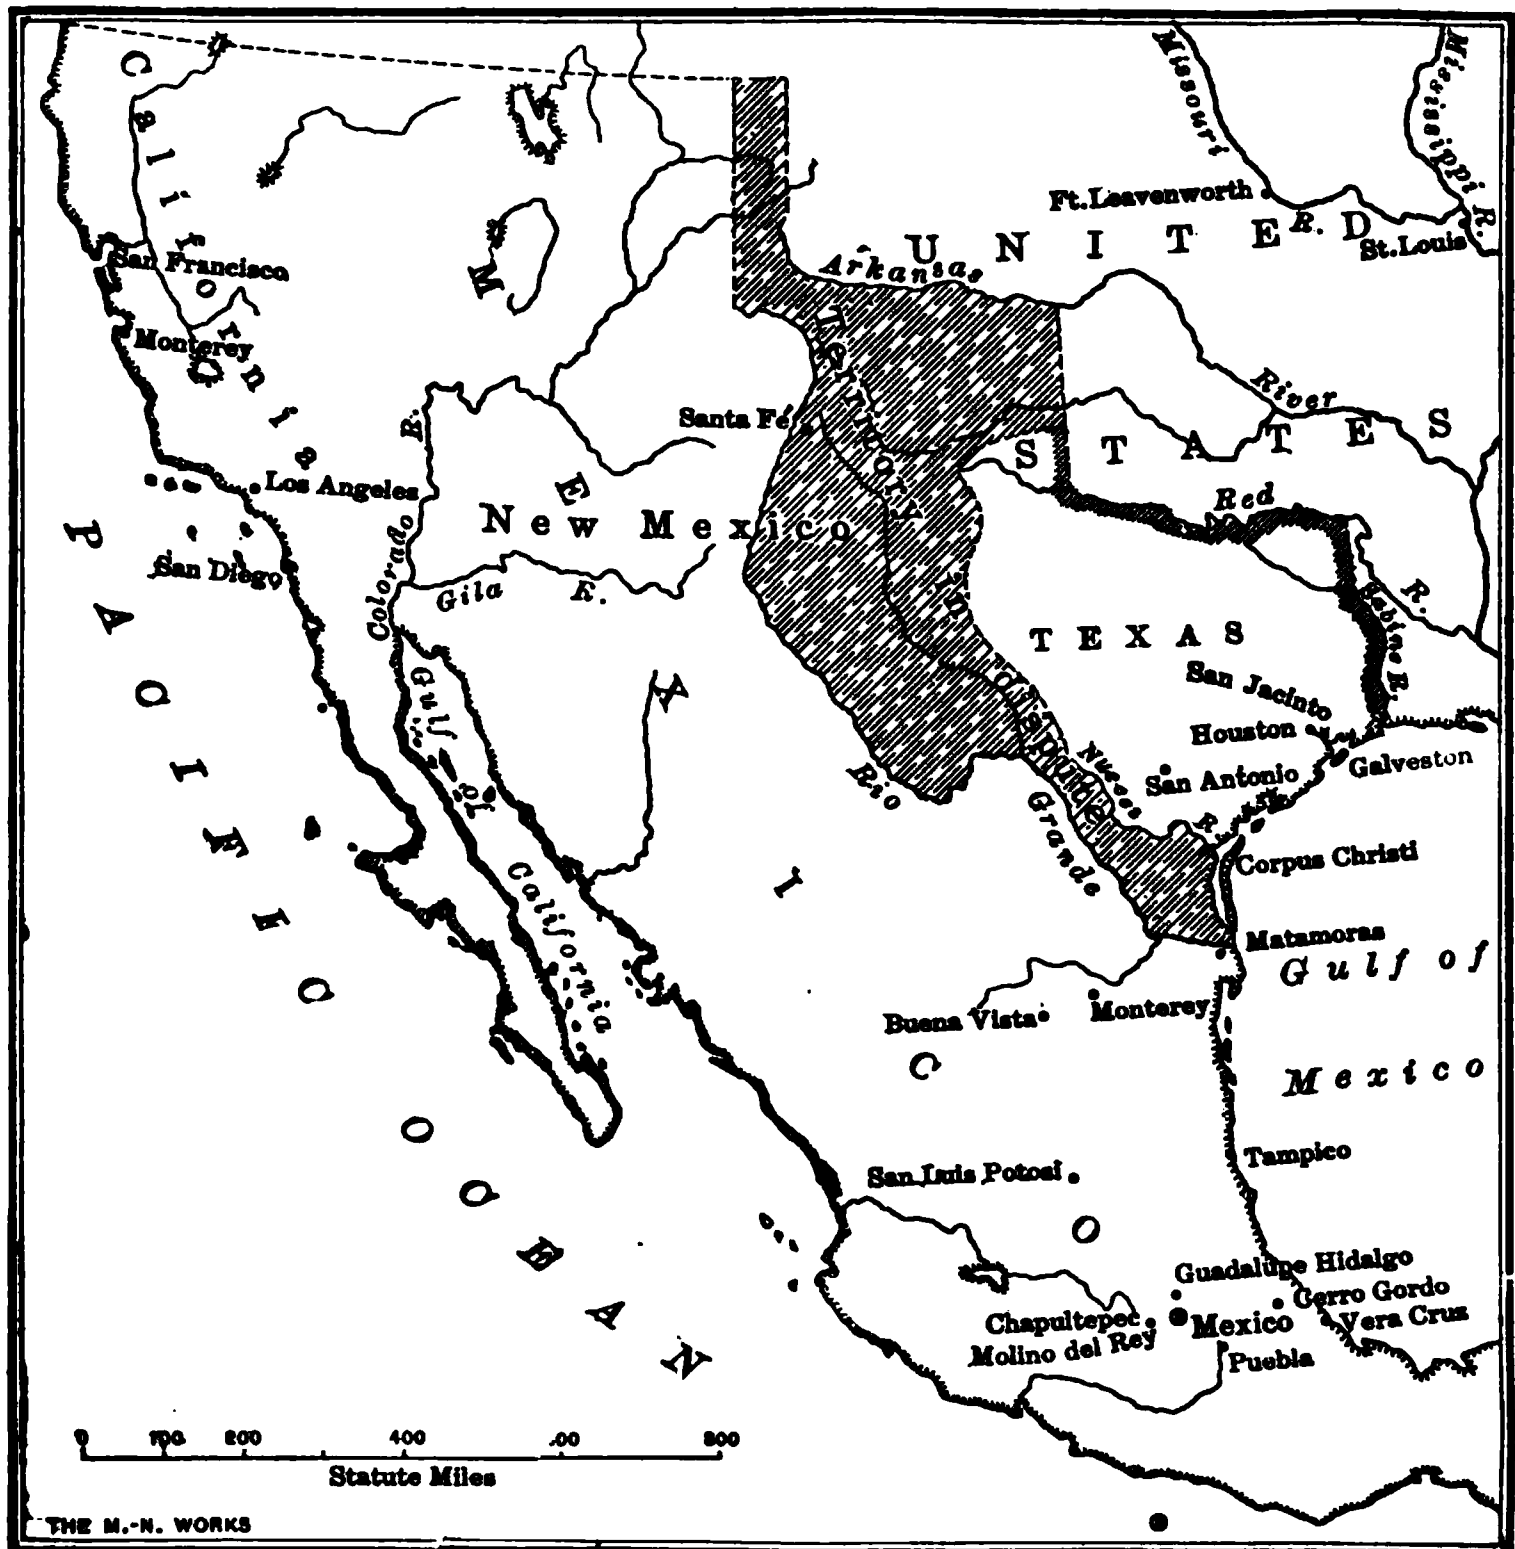 California
Missouri
Mississippi R.
Ft. Leavenworth
R.
St. Louis
UNITED
Arkansas
San Francisco
Monterey
Territory
in
dispute
River
Santa Fé
STATES
R.
Colorado
Los Angeles
New Mexico
Red
R.
San Diego
Gila R.
Sabine R.
TEXAS
San Jacinto
Houston
Galveston
San Antonio
PACIFIC OCEAN
MEXICO
Gulf of California
Rio Grande
Nueces R.
Corpus Christi
Matamoras
Gulf of
Mexico
Buena Vista
Monterey
Tampico
San Luis Potosi
Guadalupe Hidalgo
Cerro Gordo
Chapultepec
Mexico
Vera Cruz
Molino del Rey
Puebla
0 100 200 400 600 800
Statute Miles
THE M.-N. WORKS